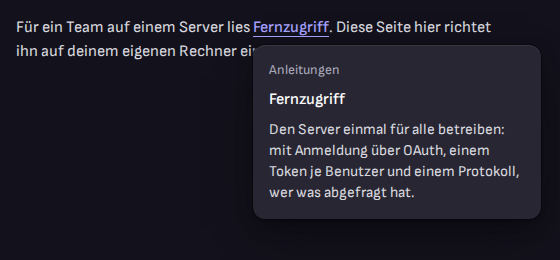 Für ein Team auf einem Server lies Fernzugriff. Diese Seite hier richtet
ihn auf deinem eigenen Rechner
Anleitungen
Fernzugriff
Den Server einmal für alle betreiben:
mit Anmeldung über OAuth, einem
Token je Benutzer und einem Protokoll,
wer was abgefragt hat.